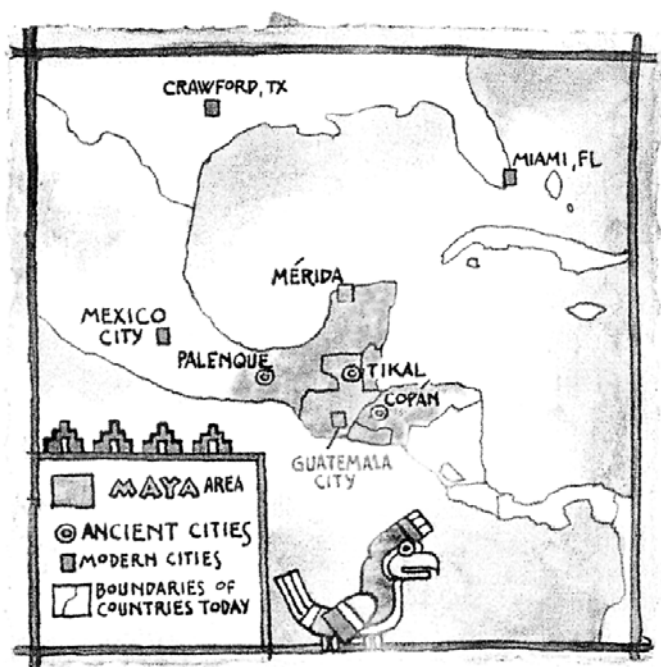 CRAWFORD, TX
MIAMI, FL
MÉRIDA
MEXICO
CITY
PALENQUE
TIKAL
COPÁN
GUATEMALA
CITY
MAYA AREA
ANCIENT CITIES
MODERN CITIES
BOUNDARIES OF
COUNTRIES TODAY